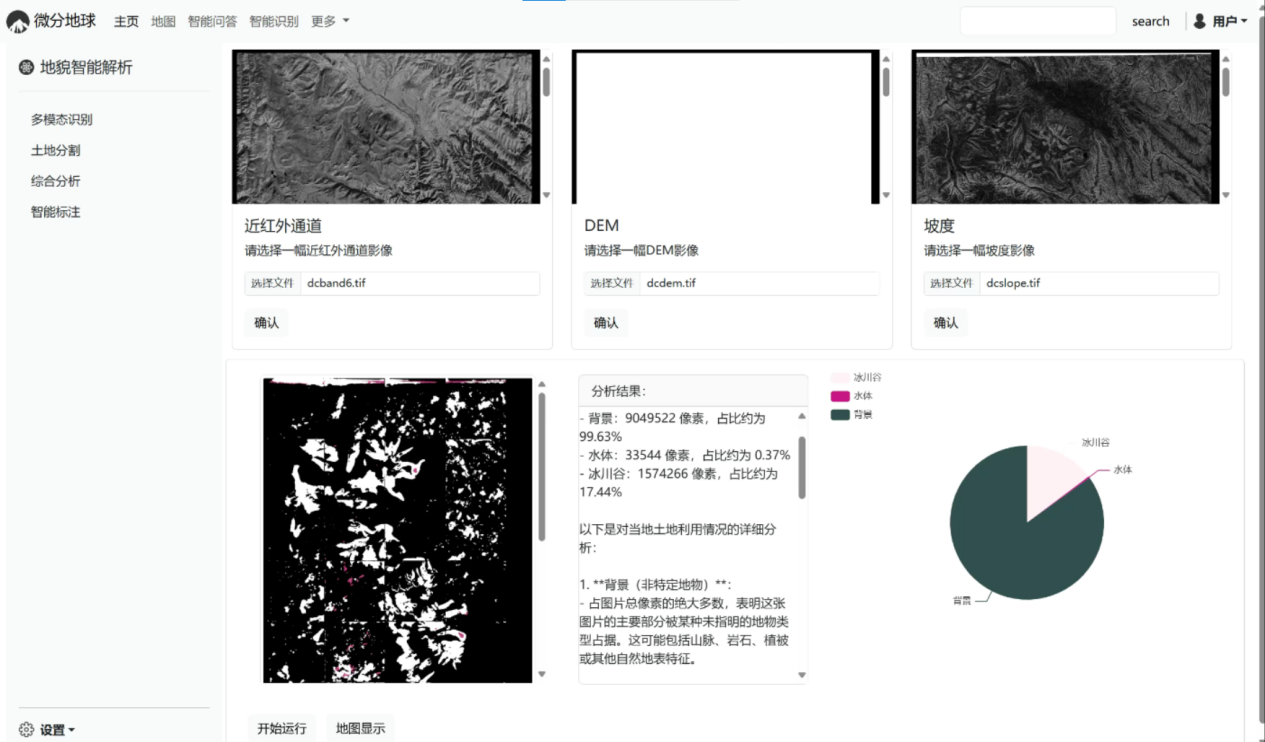 微分地球
主页
地图
智能问答
智能识别
更多
search
用户
地貌智能解析
多模态识别
土地分割
综合分析
智能标注
设置
近红外通道
请选择一幅近红外通道影像
选择文件 dcband6.tif
确认
DEM
请选择一幅DEM影像
选择文件 dcdem.tif
确认
坡度
请选择一幅坡度影像
选择文件 dcslope.tif
确认
分析结果：
- 背景：9049522 像素，占比约为
99.63%
- 水体：33544 像素，占比约为 0.37%
- 冰川谷：1574266 像素，占比约为
17.44%
以下是对当地土地利用情况的详细分
析：
1. **背景（非特定地物）**：
- 占图片总像素的绝大多数，表明这张
图片的主要部分被某种未指明的地物类
型占据。这可能包括山脉、岩石、植被
或其他自然地表特征。
冰川谷
水体
背景
冰川谷
水体
背景
开始运行
地图显示